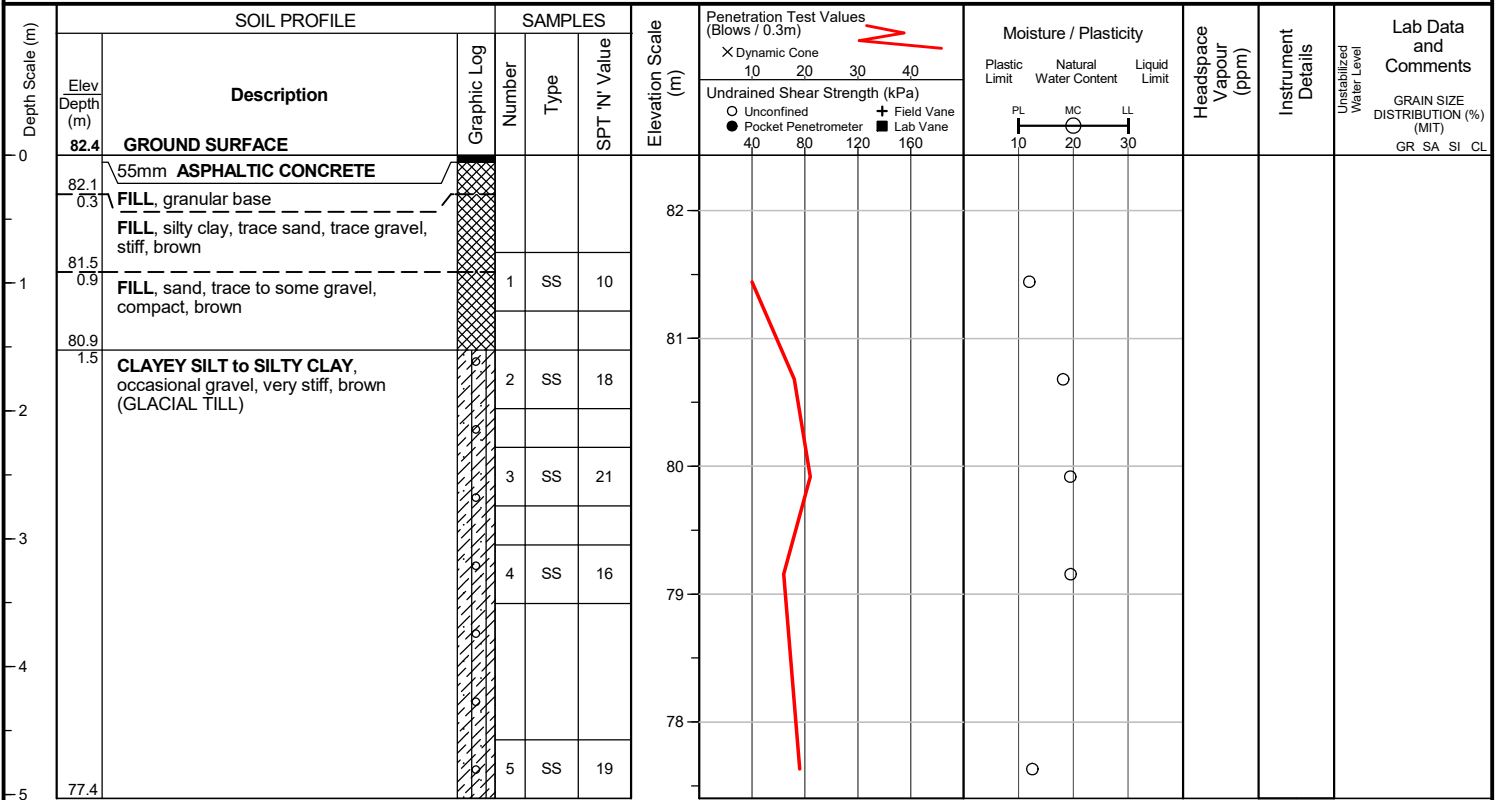 SOIL PROFILE
SAMPLES
Depth Scale (m)
Elev
Depth
(m)
Description
Graphic Log
Number
Type
SPT 'N' Value
Elevation Scale
(m)
Penetration Test Values
(Blows / 0.3m)
× Dynamic Cone
10 20 30 40
Undrained Shear Strength (kPa)
Unconfined
Field Vane
Pocket Penetrometer
Lab Vane
40 80 120 160
Moisture / Plasticity
Plastic
Limit
Natural
Water Content
Liquid
Limit
PL MC LL
10 20 30
Headspace
Vapour
(ppm)
Instrument
Details
Unstabilized
Water Level
Lab Data
and
Comments
GRAIN SIZE
DISTRIBUTION (%)
(MIT)
GR SA SI CL
82.4 GROUND SURFACE
0
55mm ASPHALTIC CONCRETE
82.1
0.3
FILL, granular base
FILL, silty clay, trace sand, trace gravel,
stiff, brown
82
81.5
0.9
1
FILL, sand, trace to some gravel,
compact, brown
1 SS 10
81
80.9
1.5
CLAYEY SILT to SILTY CLAY,
occasional gravel, very stiff, brown
(GLACIAL TILL)
2 SS 18
2
80
3 SS 21
3
4 SS 16
79
4
78
5 SS 19
77.4
5